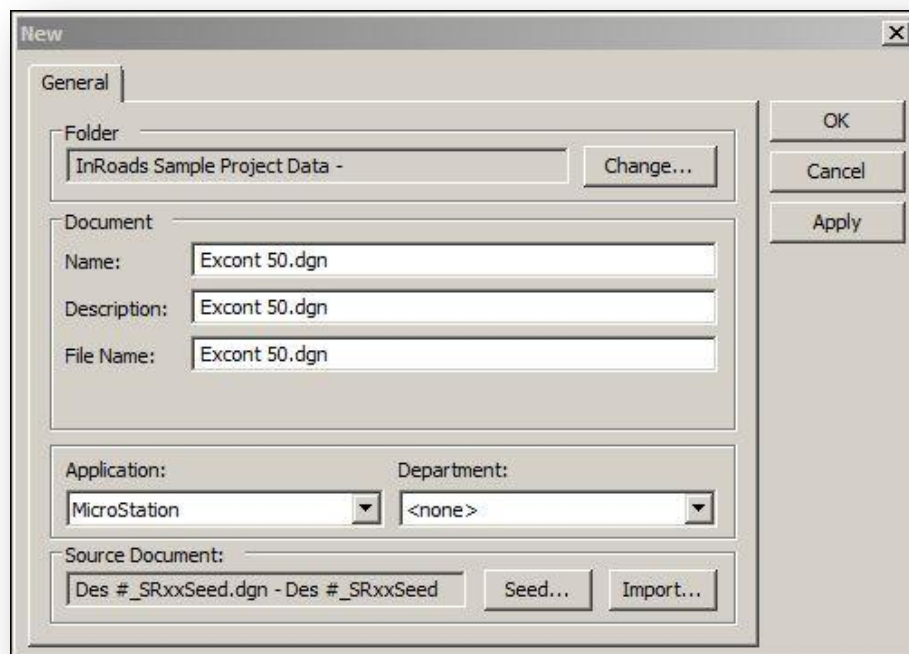 New
General
Folder
InRoads Sample Project Data -
Change...
OK
Cancel
Apply
Document
Name:
Excont 50.dgn
Description:
Excont 50.dgn
File Name:
Excont 50.dgn
Application:
Department:
MicroStation
<none>
Source Document:
Des #_SRxxSeed.dgn - Des #_SRxxSeed
Seed...
Import...